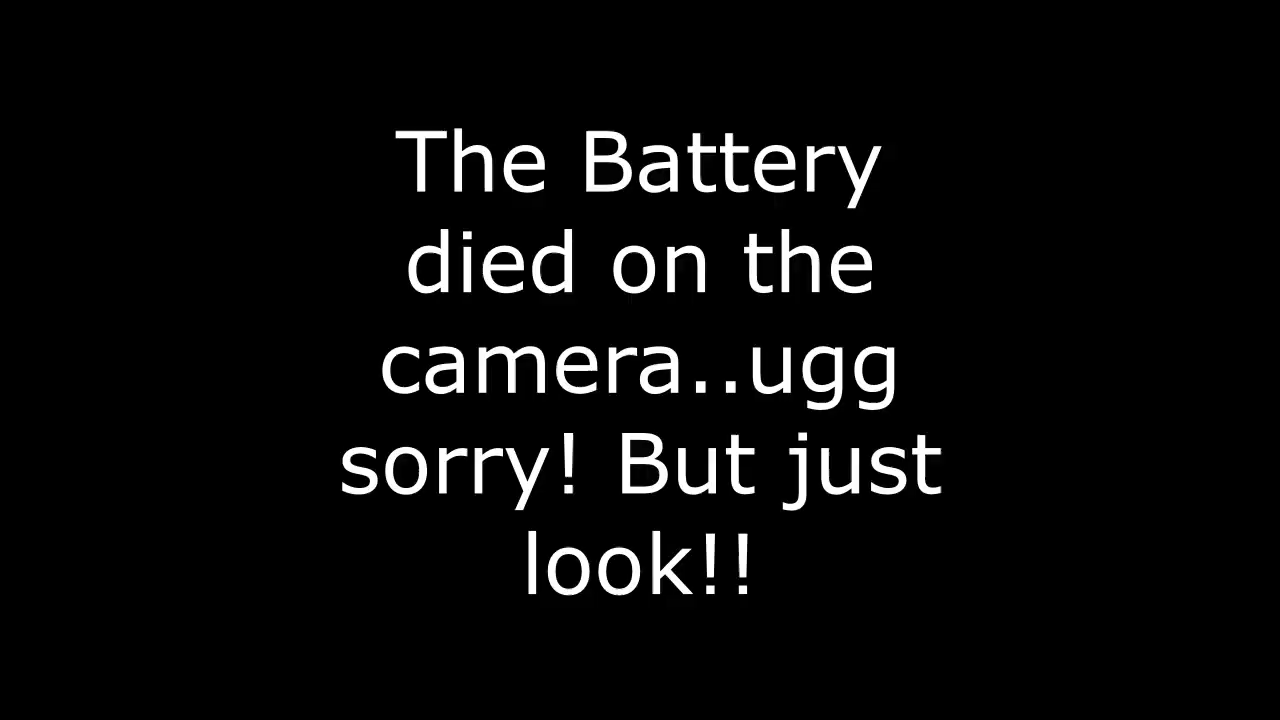 The Battery
died on the
camera..ugg
sorry! But just
look!!